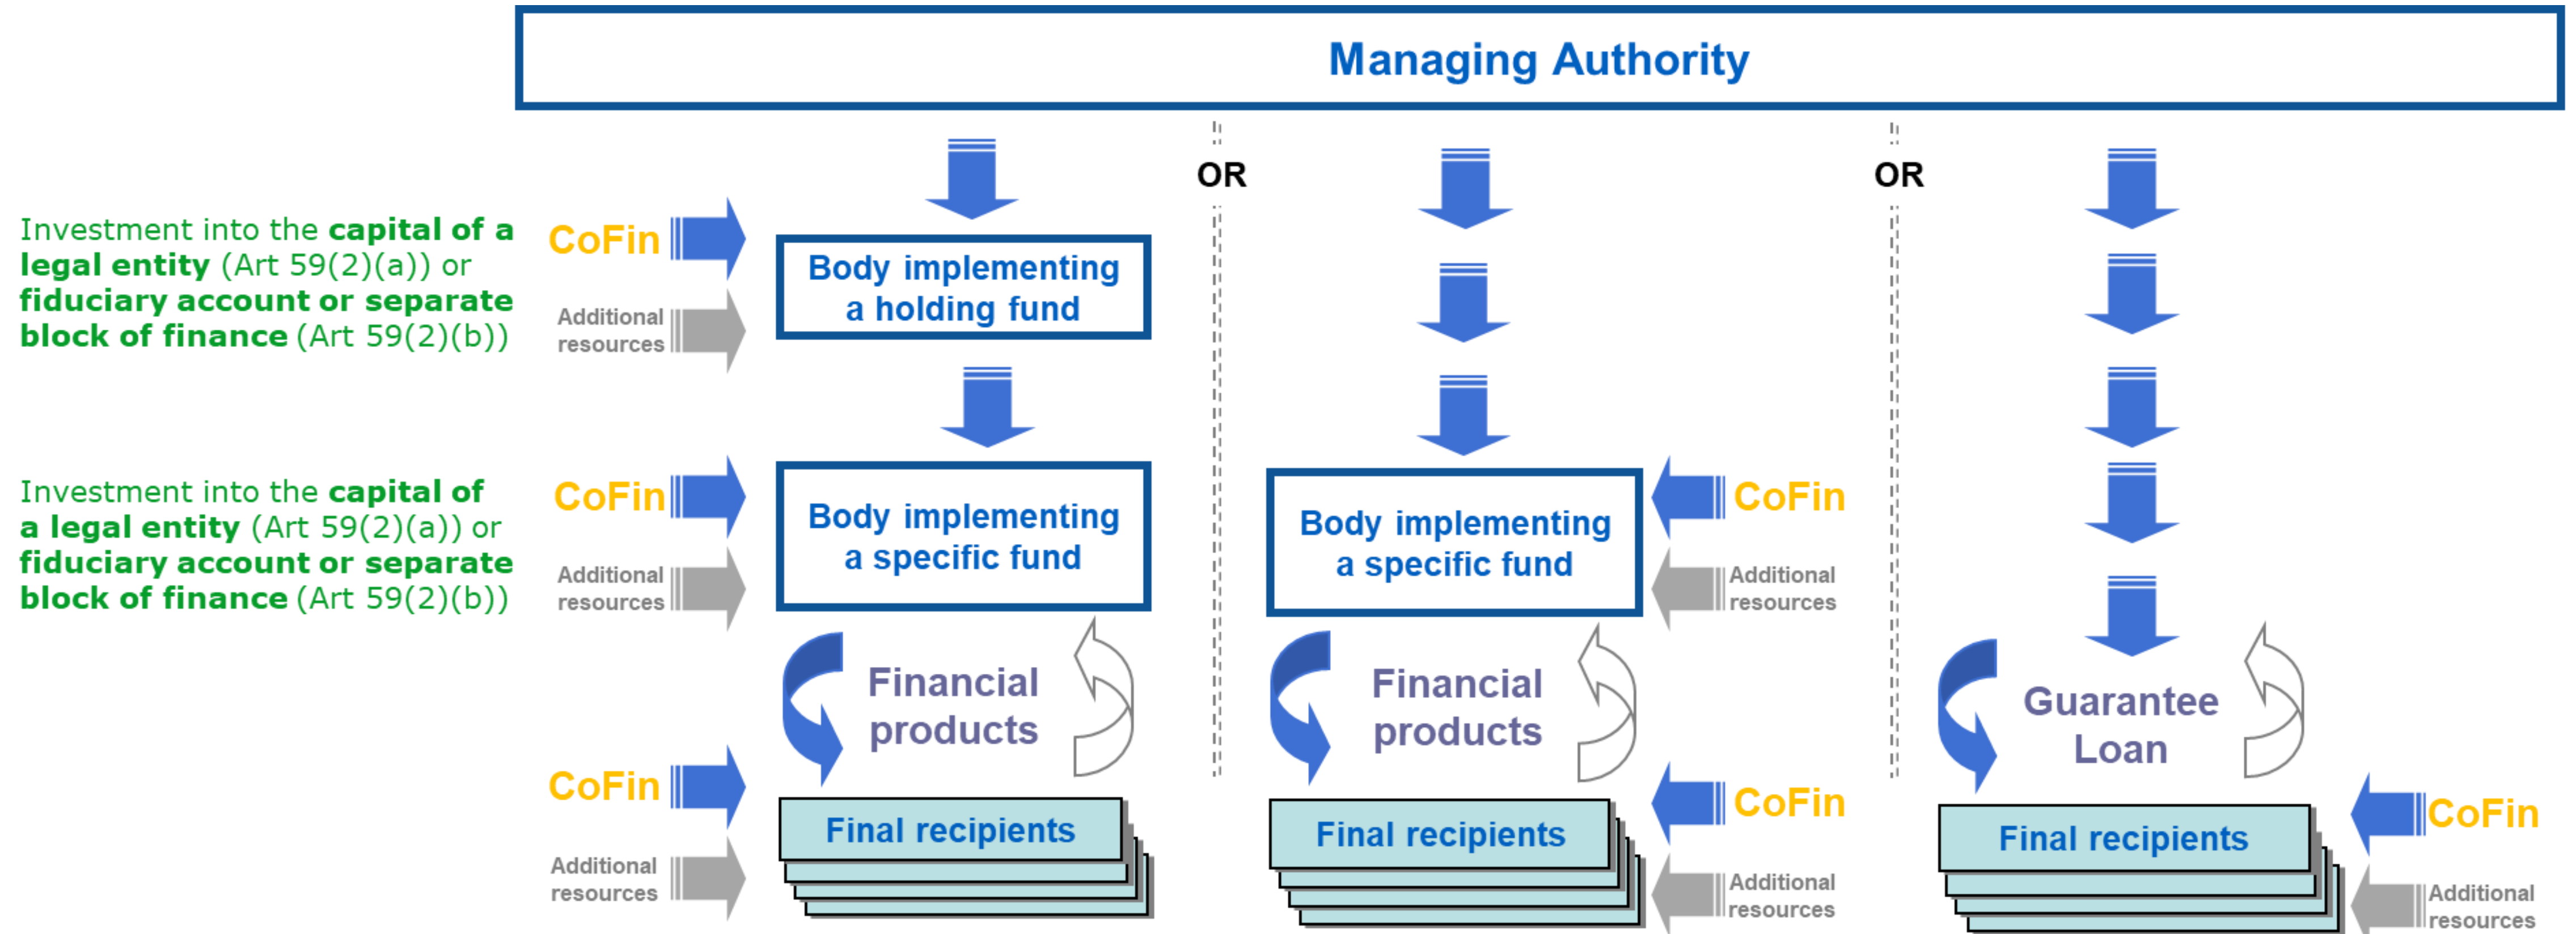 Managing Authority
OR
OR
Investment into the capital of a
legal entity (Art 59(2)(a)) or
fiduciary account or separate
block of finance (Art 59(2)(b))
CoFin
Additional
resources
Body implementing
a holding fund
Investment into the capital of
a legal entity (Art 59(2)(a)) or
fiduciary account or separate
block of finance (Art 59(2)(b))
CoFin
Additional
resources
Body implementing
a specific fund
Body implementing
a specific fund
CoFin
Additional
resources
Financial
products
Financial
products
Guarantee
Loan
CoFin
Additional
resources
Final recipients
Final recipients
CoFin
Additional
resources
Final recipients
CoFin
Additional
resources